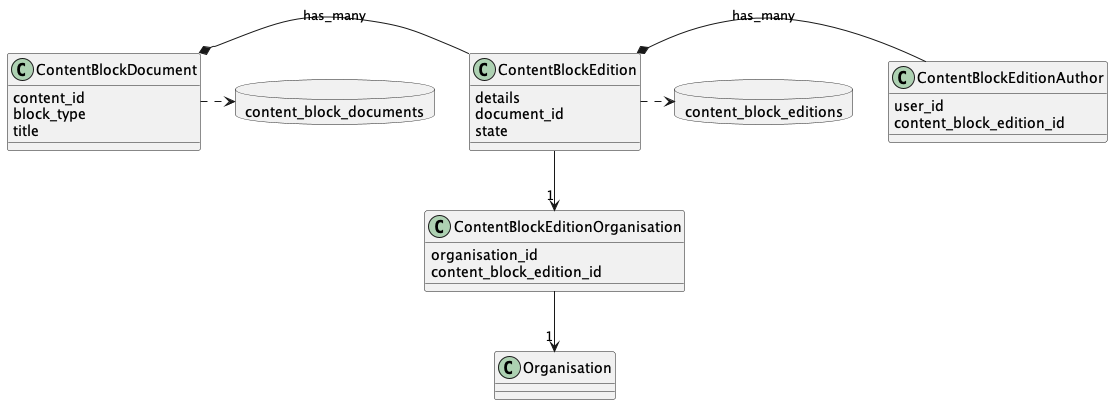 has_many
has_many
C ContentBlockDocument
content_id
block_type
title
content_block_documents
C ContentBlockEdition
details
document_id
state
content_block_editions
C ContentBlockEditionAuthor
user_id
content_block_edition_id
1
C ContentBlockEditionOrganisation
organisation_id
content_block_edition_id
1
C Organisation